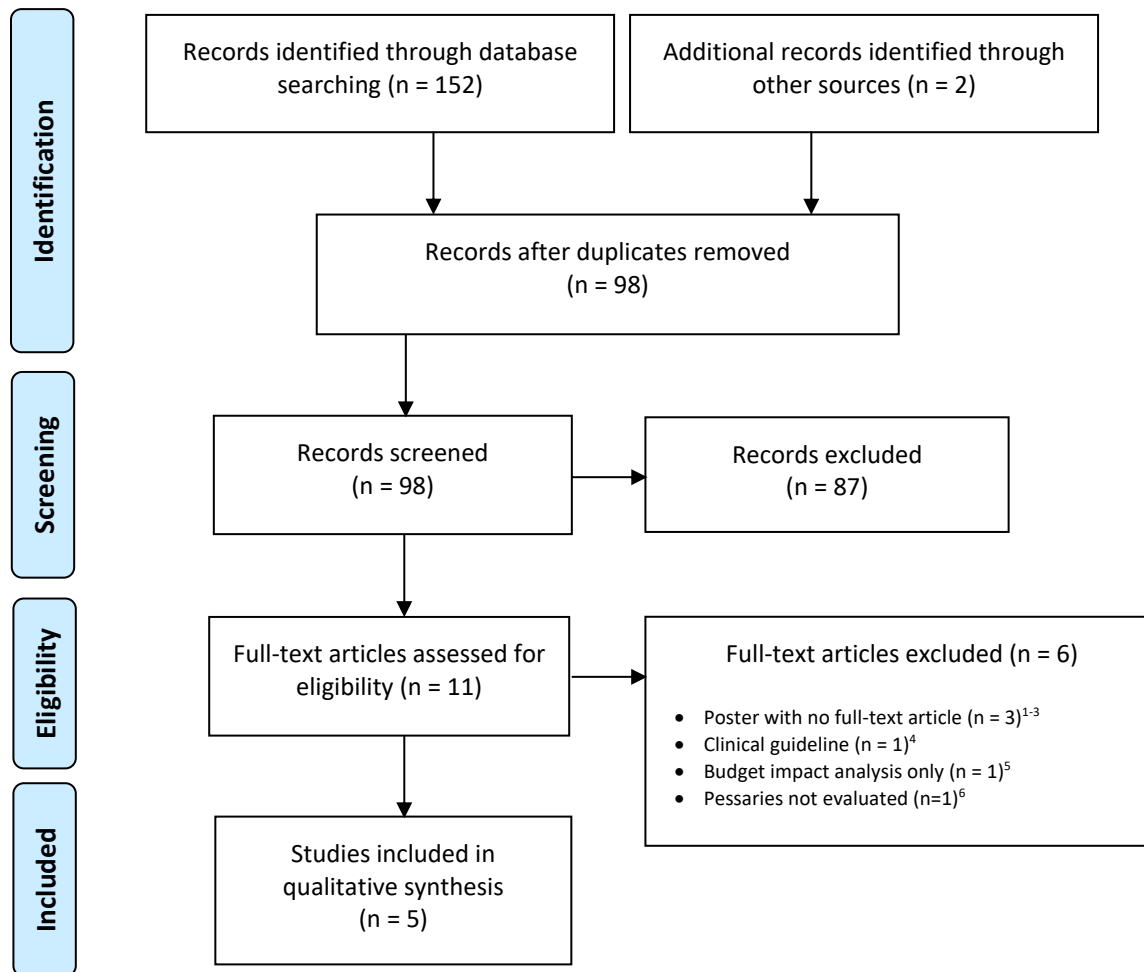 Identification
Records identified through database
searching (n = 152)
Additional records identified through
other sources (n = 2)
Records after duplicates removed
(n = 98)
Screening
Records screened
(n = 98)
Records excluded
(n = 87)
Eligibility
Full-text articles assessed for
eligibility (n = 11)
Full-text articles excluded (n = 6)
• Poster with no full-text article (n = 3)1-3
• Clinical guideline (n = 1)4
• Budget impact analysis only (n = 1)5
• Pessaries not evaluated (n=1)6
Included
Studies included in
qualitative synthesis
(n = 5)